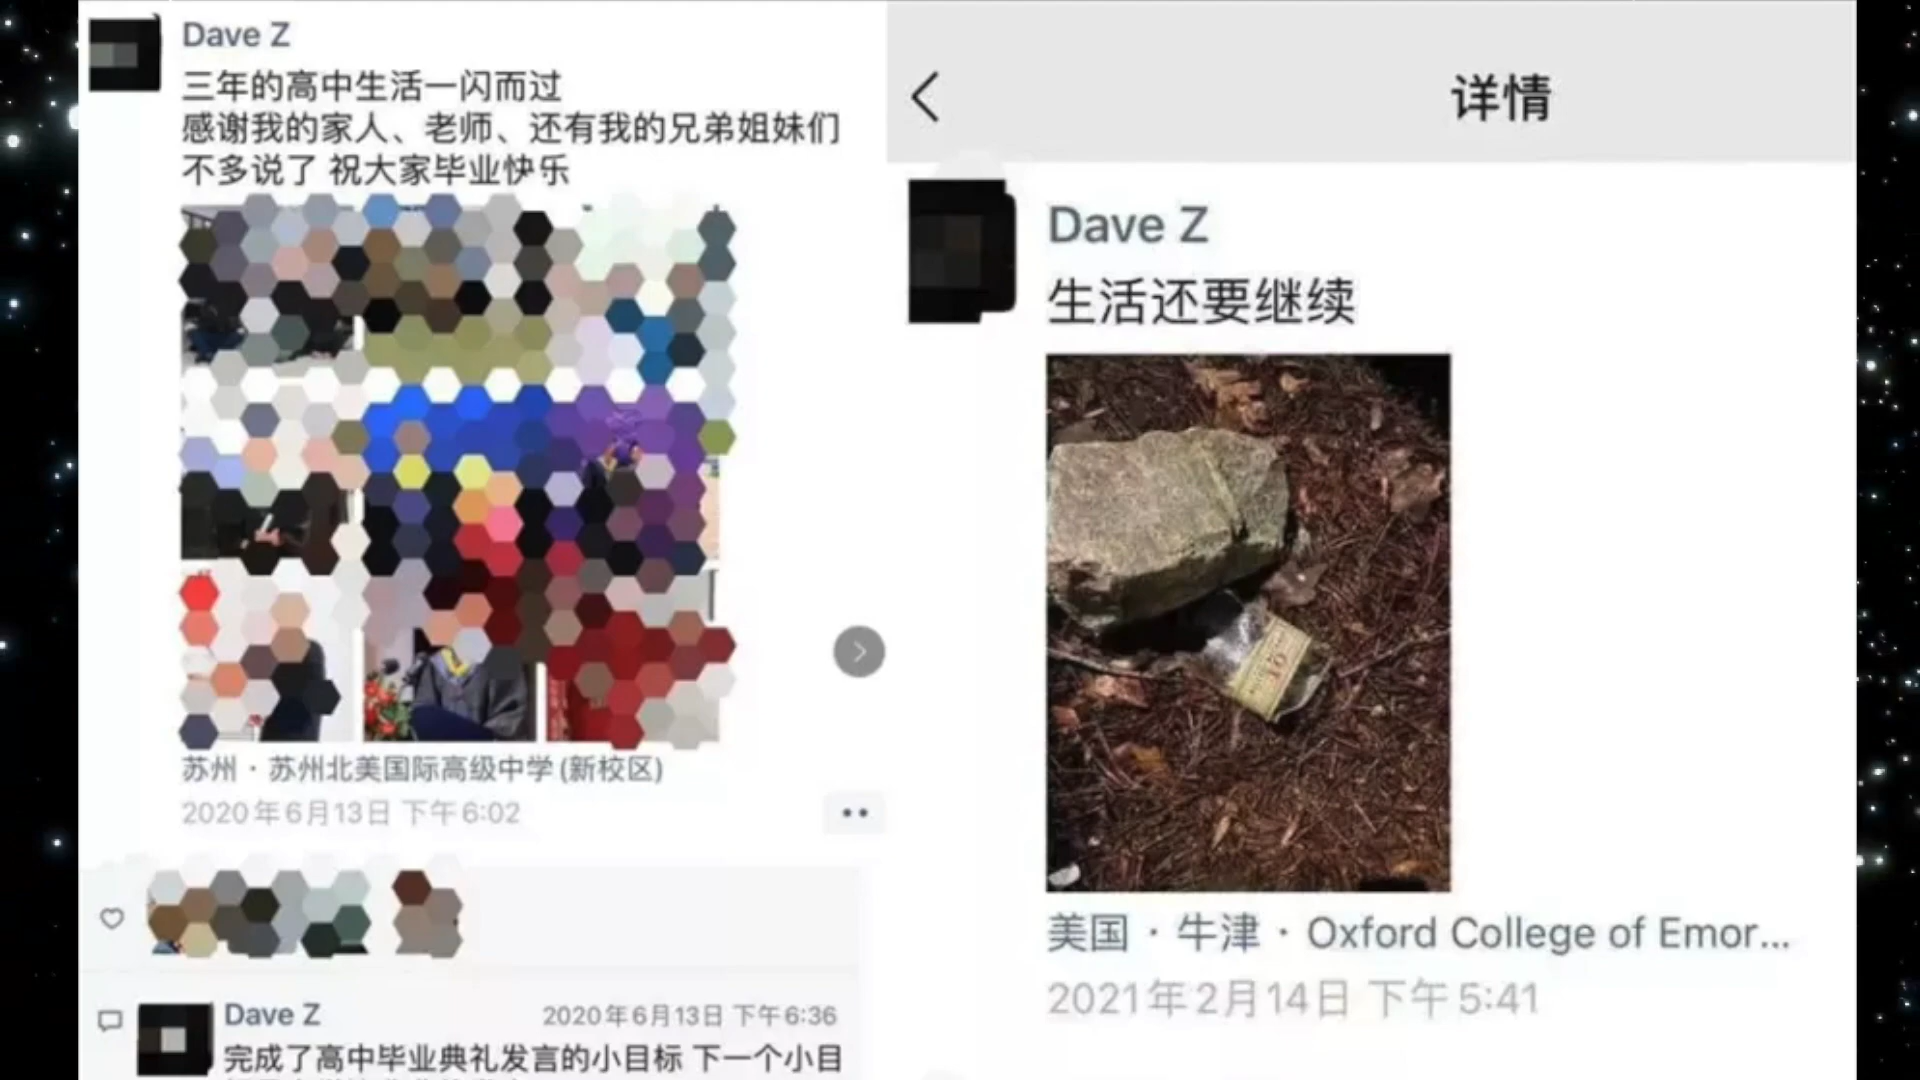 Dave Z
三年的高中生活一闪而过
感谢我的家人、老师、还有我的兄弟姐妹们
不多说了 祝大家毕业快乐
苏州·苏州北美国际高级中学(新校区)
2020年6月13日 下午6:02
Dave Z
2020年6月13日 下午6:36
完成了高中毕业典礼发言的小目标 下一个小目
详情
Dave Z
生活还要继续
10
美国·牛津·Oxford College of Emor...
2021年2月14日 下午5:41